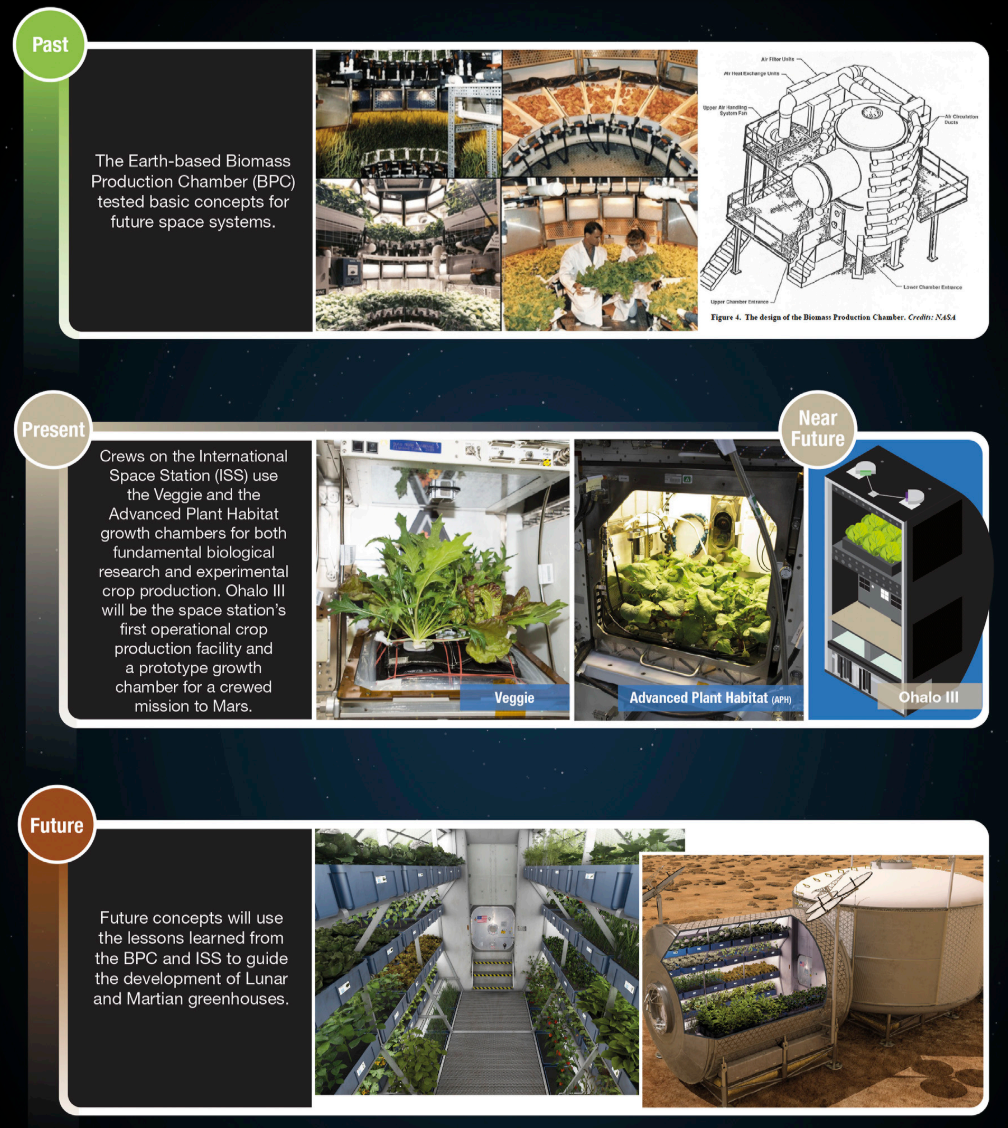 Past
The Earth-based Biomass
Production Chamber (BPC)
tested basic concepts for
future space systems.
Air Filter Units
Air Heat Exchange Units
Upper Air Handling
System Fan
Air Circulation
Ducts
Lower Chamber Entrance
Upper Chamber Entrance
Figure 4. The design of the Biomass Production Chamber. Credits: NASA
Present
Near
Future
Crews on the International
Space Station (ISS) use
the Veggie and the
Advanced Plant Habitat
growth chambers for both
fundamental biological
research and experimental
crop production. Ohalo III
will be the space station’s
first operational crop
production facility and
a prototype growth
chamber for a crewed
mission to Mars.
Veggie
Advanced Plant Habitat (APH)
Ohalo III
Future
Future concepts will use
the lessons learned from
the BPC and ISS to guide
the development of Lunar
and Martian greenhouses.